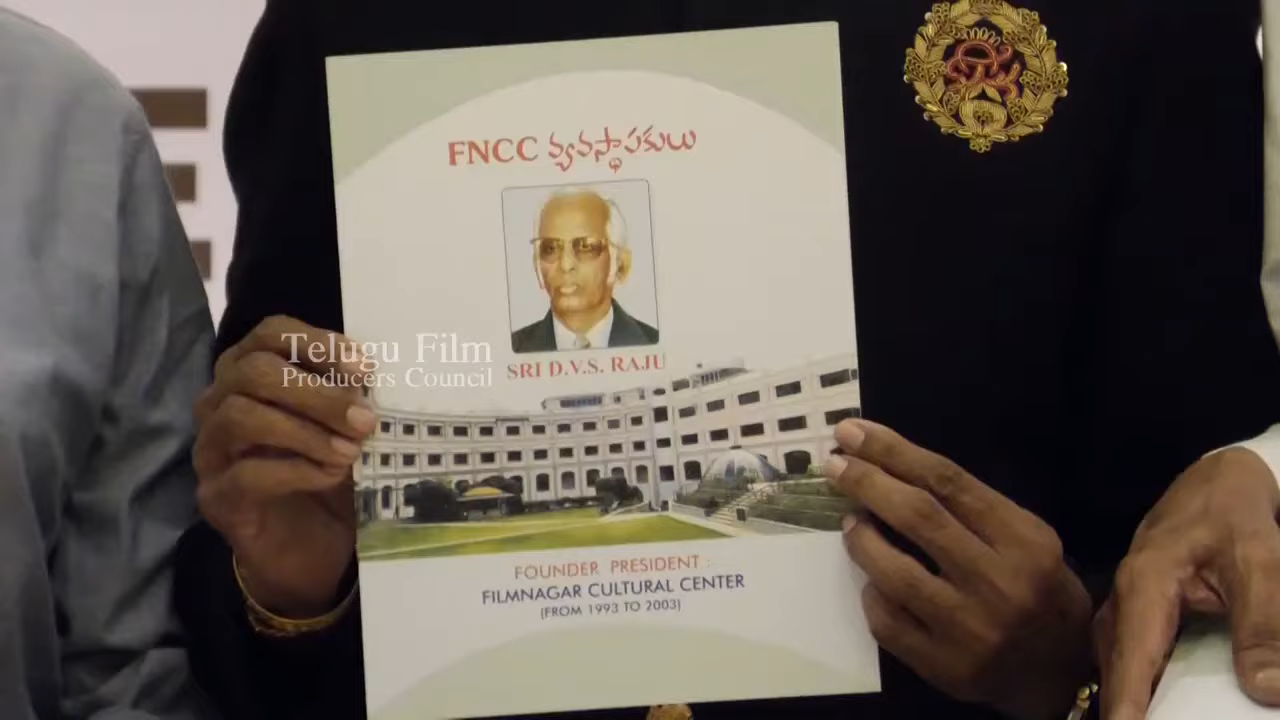 FNCC వ్యవస్థాపకులు
Telugu Film
Producers Council
SRI D.V.S. RAJU
FOUNDER PRESIDENT :
FILMNAGAR CULTURAL CENTER
(FROM 1993 TO 2003)